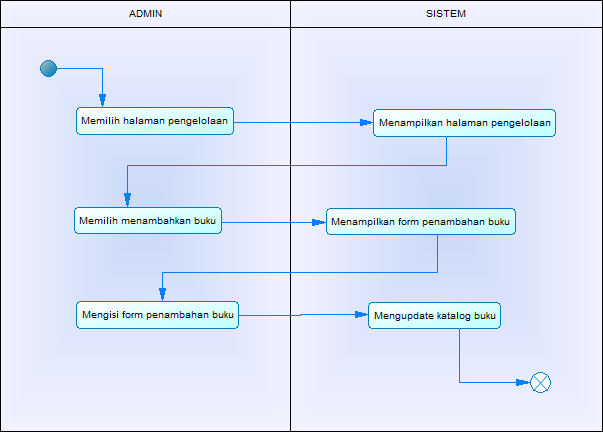 ADMIN
SISTEM
Memilih halaman pengelolaan
Menampilkan halaman pengelolaan
Memilih menambahkan buku
Menampilkan form penambahan buku
Mengisi form penambahan buku
Mengupdate katalog buku